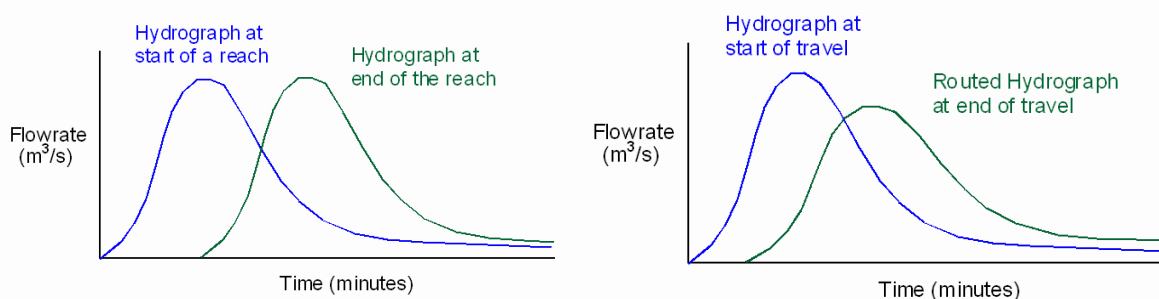 Hydrograph at
start of a reach
Hydrograph at
end of the reach
Flowrate
(m³/s)
Time (minutes)
Hydrograph at
start of travel
Routed Hydrograph
at end of travel
Flowrate
(m³/s)
Time (minutes)